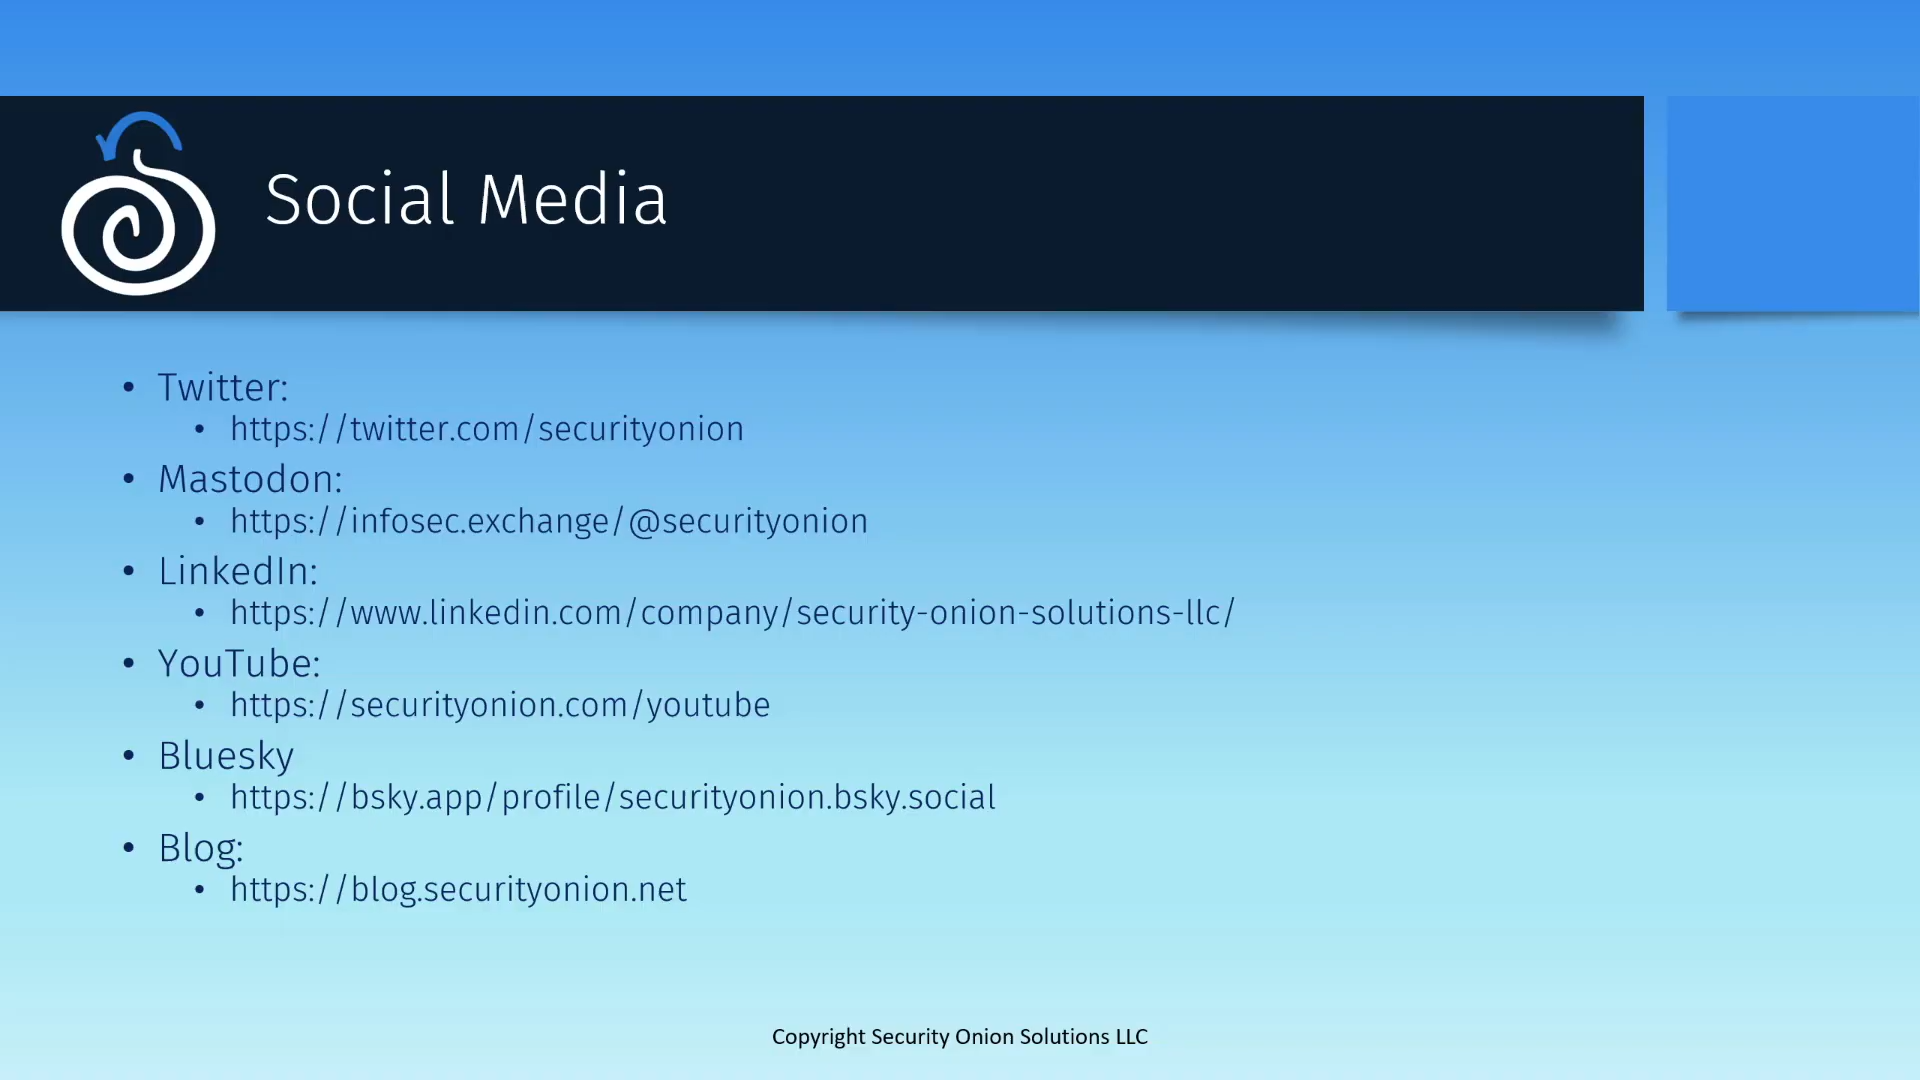 Social Media
• Twitter:
• https://twitter.com/securityonion
• Mastodon:
• https://infosec.exchange/@securityonion
• LinkedIn:
• https://www.linkedin.com/company/security-onion-solutions-llc/
• YouTube:
• https://securityonion.com/youtube
• Bluesky
• https://bsky.app/profile/securityonion.bsky.social
• Blog:
• https://blog.securityonion.net
Copyright Security Onion Solutions LLC